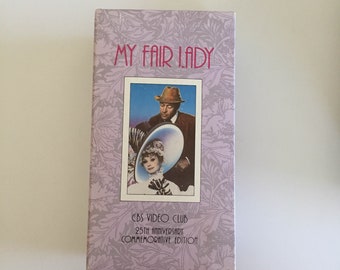 MY FAIR LADY
CBS VIDEO CLUB
25TH ANNIVERSARY
COMMEMORATIVE EDITION